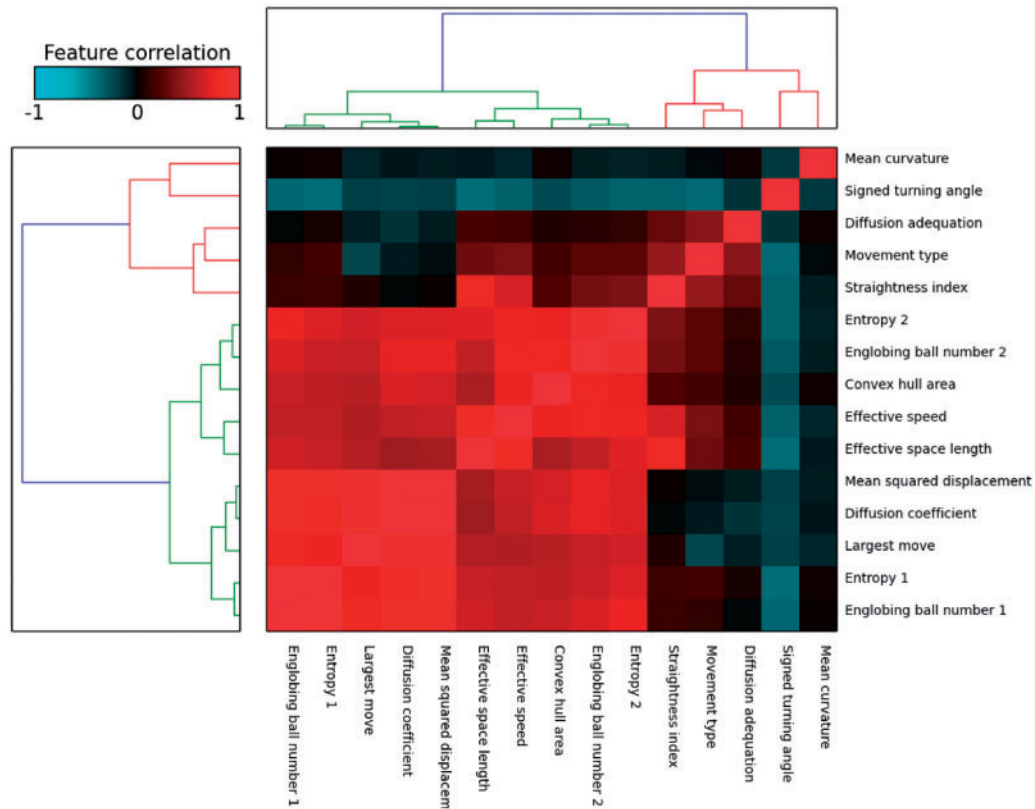 Feature correlation
-1 0 1
Mean curvature
Signed turning angle
Diffusion adequation
Movement type
Straightness index
Entropy 2
Englobing ball number 2
Convex hull area
Effective speed
Effective space length
Mean squared displacement
Diffusion coefficient
Largest move
Entropy 1
Englobing ball number 1
Englobing ball number 1
Entropy 1
Largest move
Diffusion coefficient
Mean squared displacem
Effective space length
Effective speed
Convex hull area
Englobing ball number 2
Entropy 2
Straightness index
Movement type
Diffusion adequation
Signed turning angle
Mean curvature